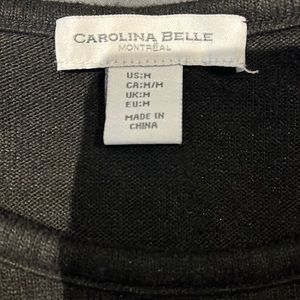 CAROLINA BELLE
MONTRÉAL
US:M
CA:M/M
UK:M
EU:M
MADE IN
CHINA